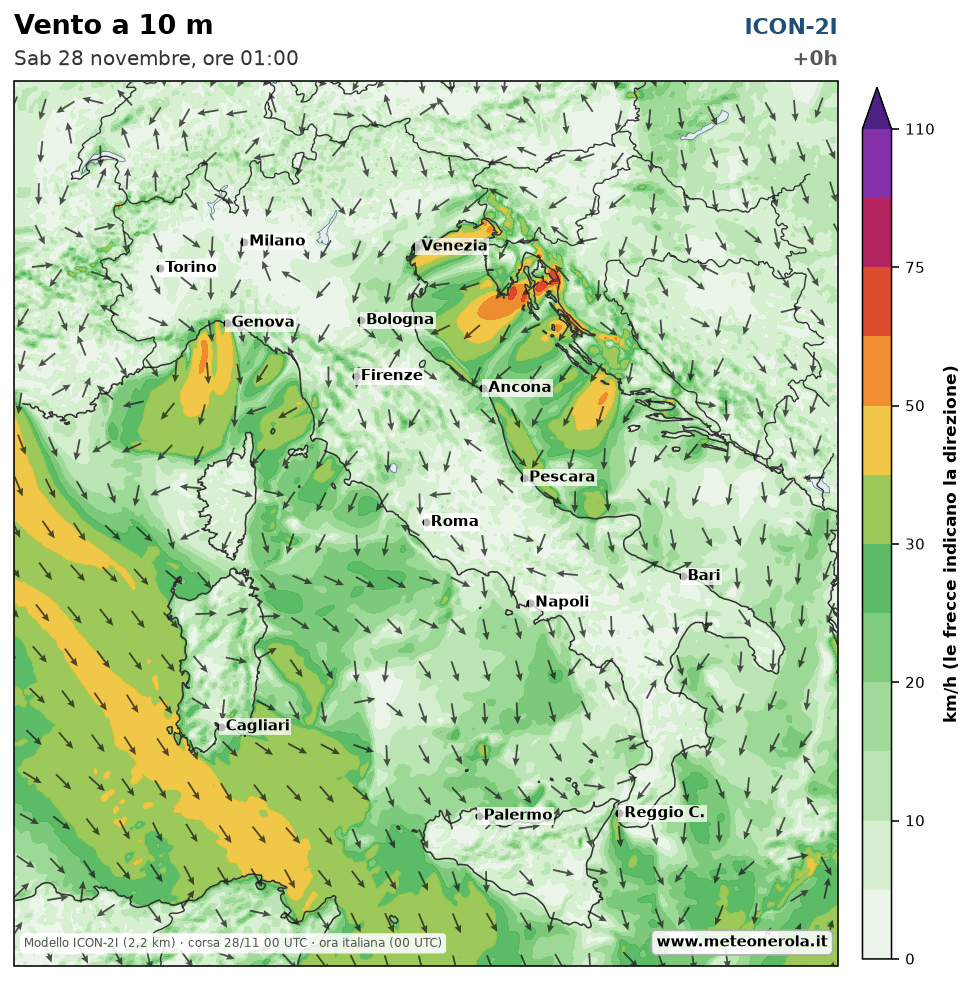 Vento a 10 m
ICON-2I
Sab 28 novembre, ore 01:00
+0h
110
75
50
30
20
10
0
km/h (le frecce indicano la direzione)
Venezia
Milano
Torino
Genova
Bologna
Firenze
Ancona
Pescara
Roma
Bari
Napoli
Cagliari
Palermo
Reggio C.
Modello ICON-2I (2,2 km) · corsa 28/11 00 UTC · ora italiana (00 UTC)
www.meteonerola.it